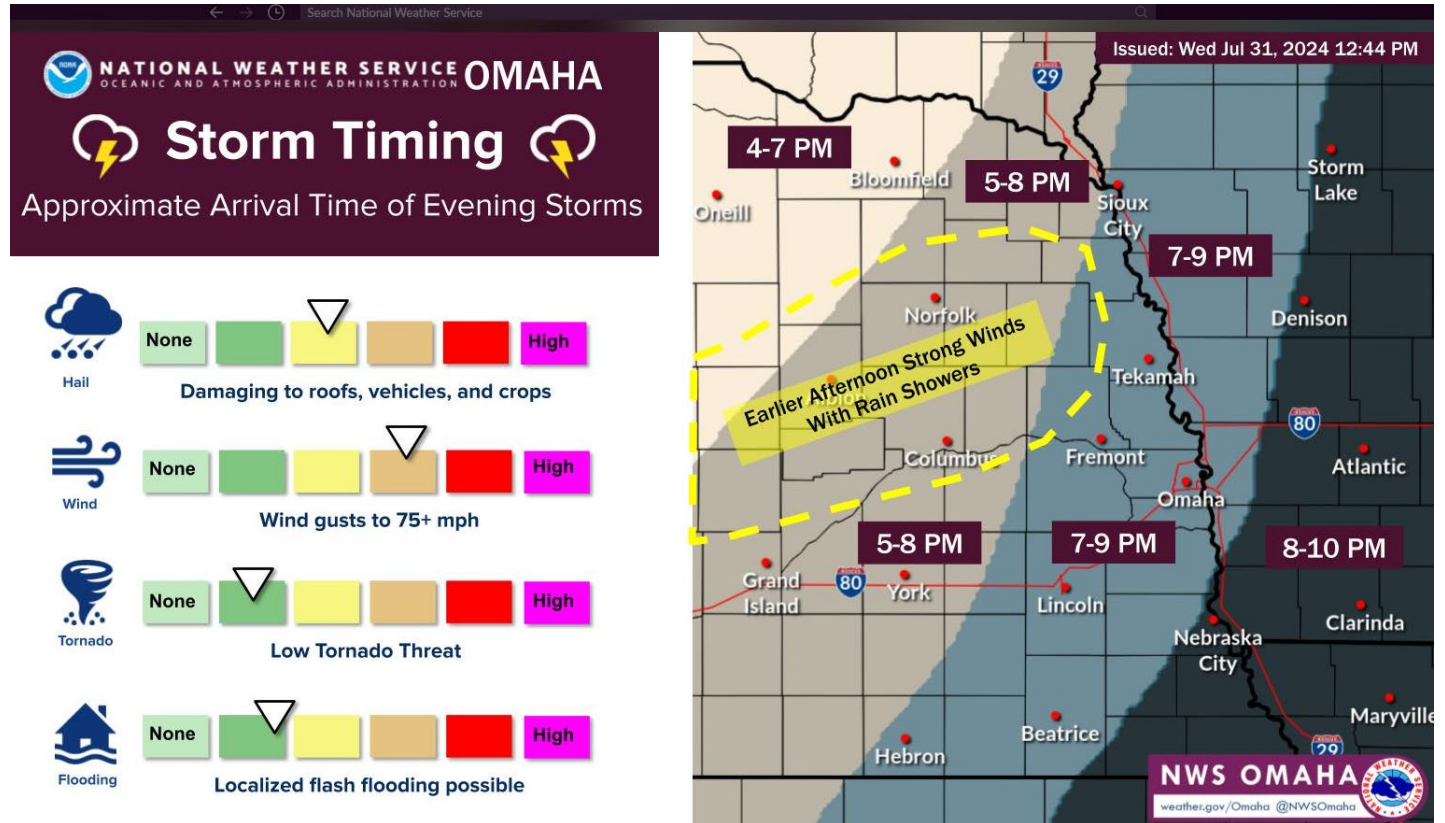 Search National Weather Service
NATIONAL WEATHER SERVICE OMAHA
OCEANIC AND ATMOSPHERIC ADMINISTRATION
NOAA
Storm Timing
Approximate Arrival Time of Evening Storms
Hail
None
High
Damaging to roofs, vehicles, and crops
Wind
None
High
Wind gusts to 75+ mph
Tornado
None
High
Low Tornado Threat
Flooding
None
High
Localized flash flooding possible
Issued: Wed Jul 31, 2024 12:44 PM
29
4-7 PM
Bloomfield
5-8 PM
Storm
Lake
Oneill
Sioux
City
7-9 PM
Norfolk
Denison
Earlier Afternoon Strong Winds
With Rain Showers
Albion
Tekamah
80
Columbus
Fremont
Atlantic
Omaha
5-8 PM
7-9 PM
8-10 PM
Grand
Island
80
York
Lincoln
Clarinda
Nebraska
City
Maryville
Beatrice
Hebron
29
NWS OMAHA
weather.gov/Omaha @NWSOmaha
NATIONAL WEATHER SERVICE